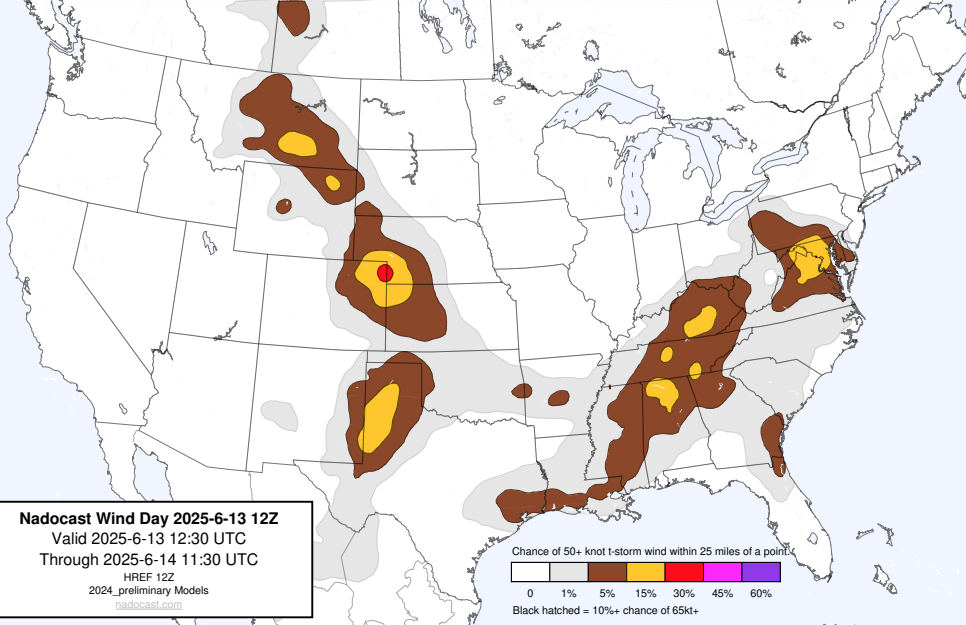 Nadocast Wind Day 2025-6-13 12Z
Valid 2025-6-13 12:30 UTC
Through 2025-6-14 11:30 UTC
HREF 12Z
2024_preliminary Models
nadocast.com
Chance of 50+ knot t-storm wind within 25 miles of a point.
0 1% 5% 15% 30% 45% 60%
Black hatched = 10%+ chance of 65kt+